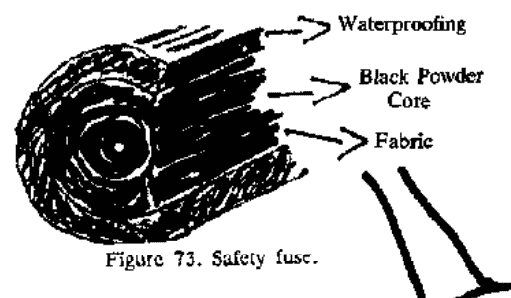 Waterproofing
Black Powder
Core
Fabric
Figure 73. Safety fuse.